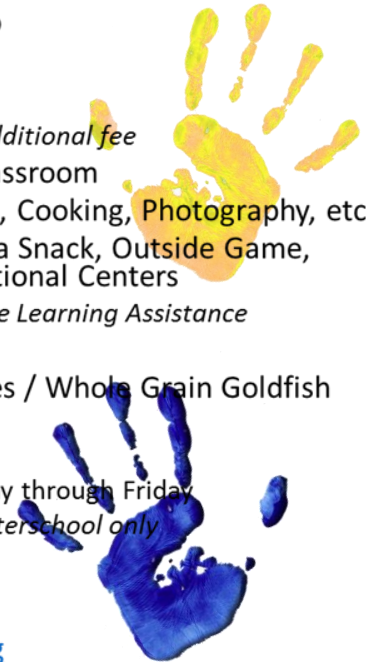 dditional fee
assroom
, Cooking, Photography, etc
a Snack, Outside Game,
tional Centers
e Learning Assistance
es / Whole Grain Goldfish
y through Friday
terschool only
g